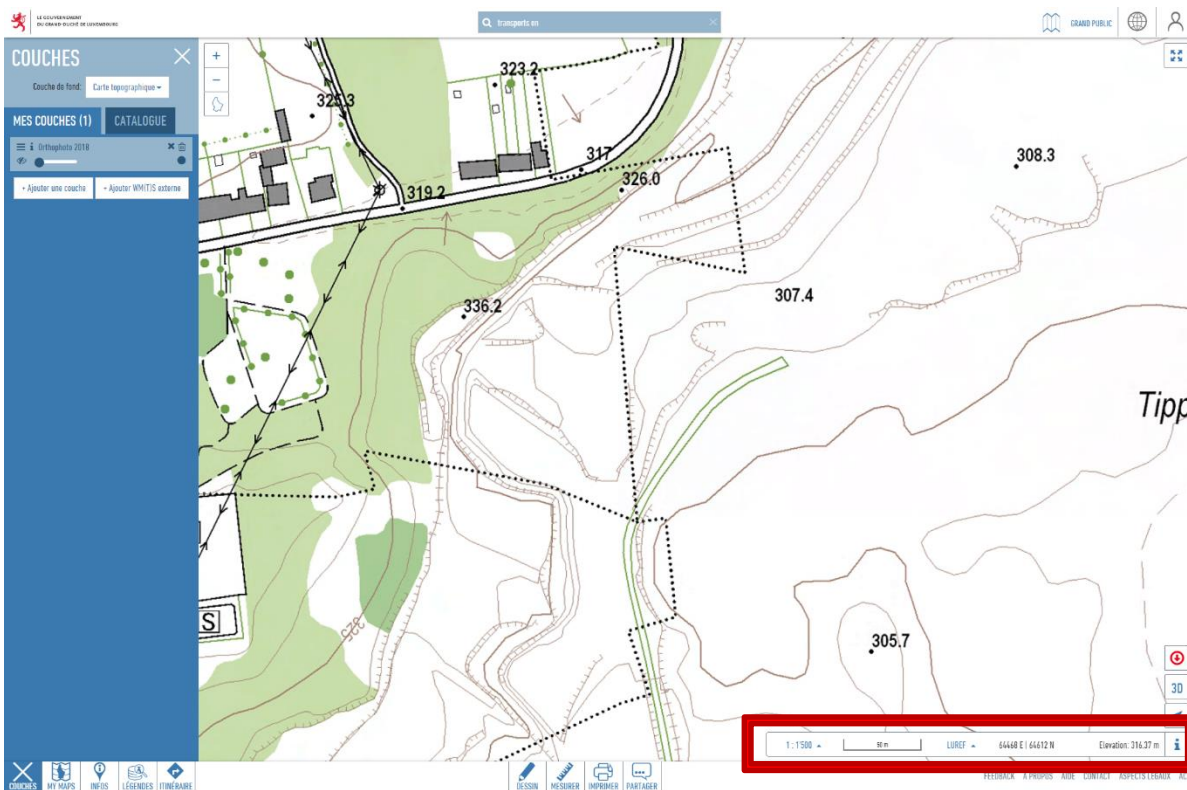 LE GOUVERNEMENT
DU GRAND-DUCHÉ DE LUXEMBOURG
transports en
GRAND PUBLIC
COUCHES
Couche de fond: Carte topographique
MES COUCHES (1)
CATALOGUE
Orthophoto 2018
+ Ajouter une couche
+ Ajouter WM(T)S externe
+
−
323.2
325.3
317
308.3
326.0
319.2
307.4
336.2
Tipp
325
S
305.7
3D
1 : 1'500
50 m
LUREF
64468 E | 64612 N
Elevation: 316.37 m
i
COUCHES
MY MAPS
INFOS
LÉGENDES
ITINÉRAIRE
DESSIN
MESURER
IMPRIMER
PARTAGER
FEEDBACK
A PROPOS
AIDE
CONTACT
ASPECTS LEGAUX